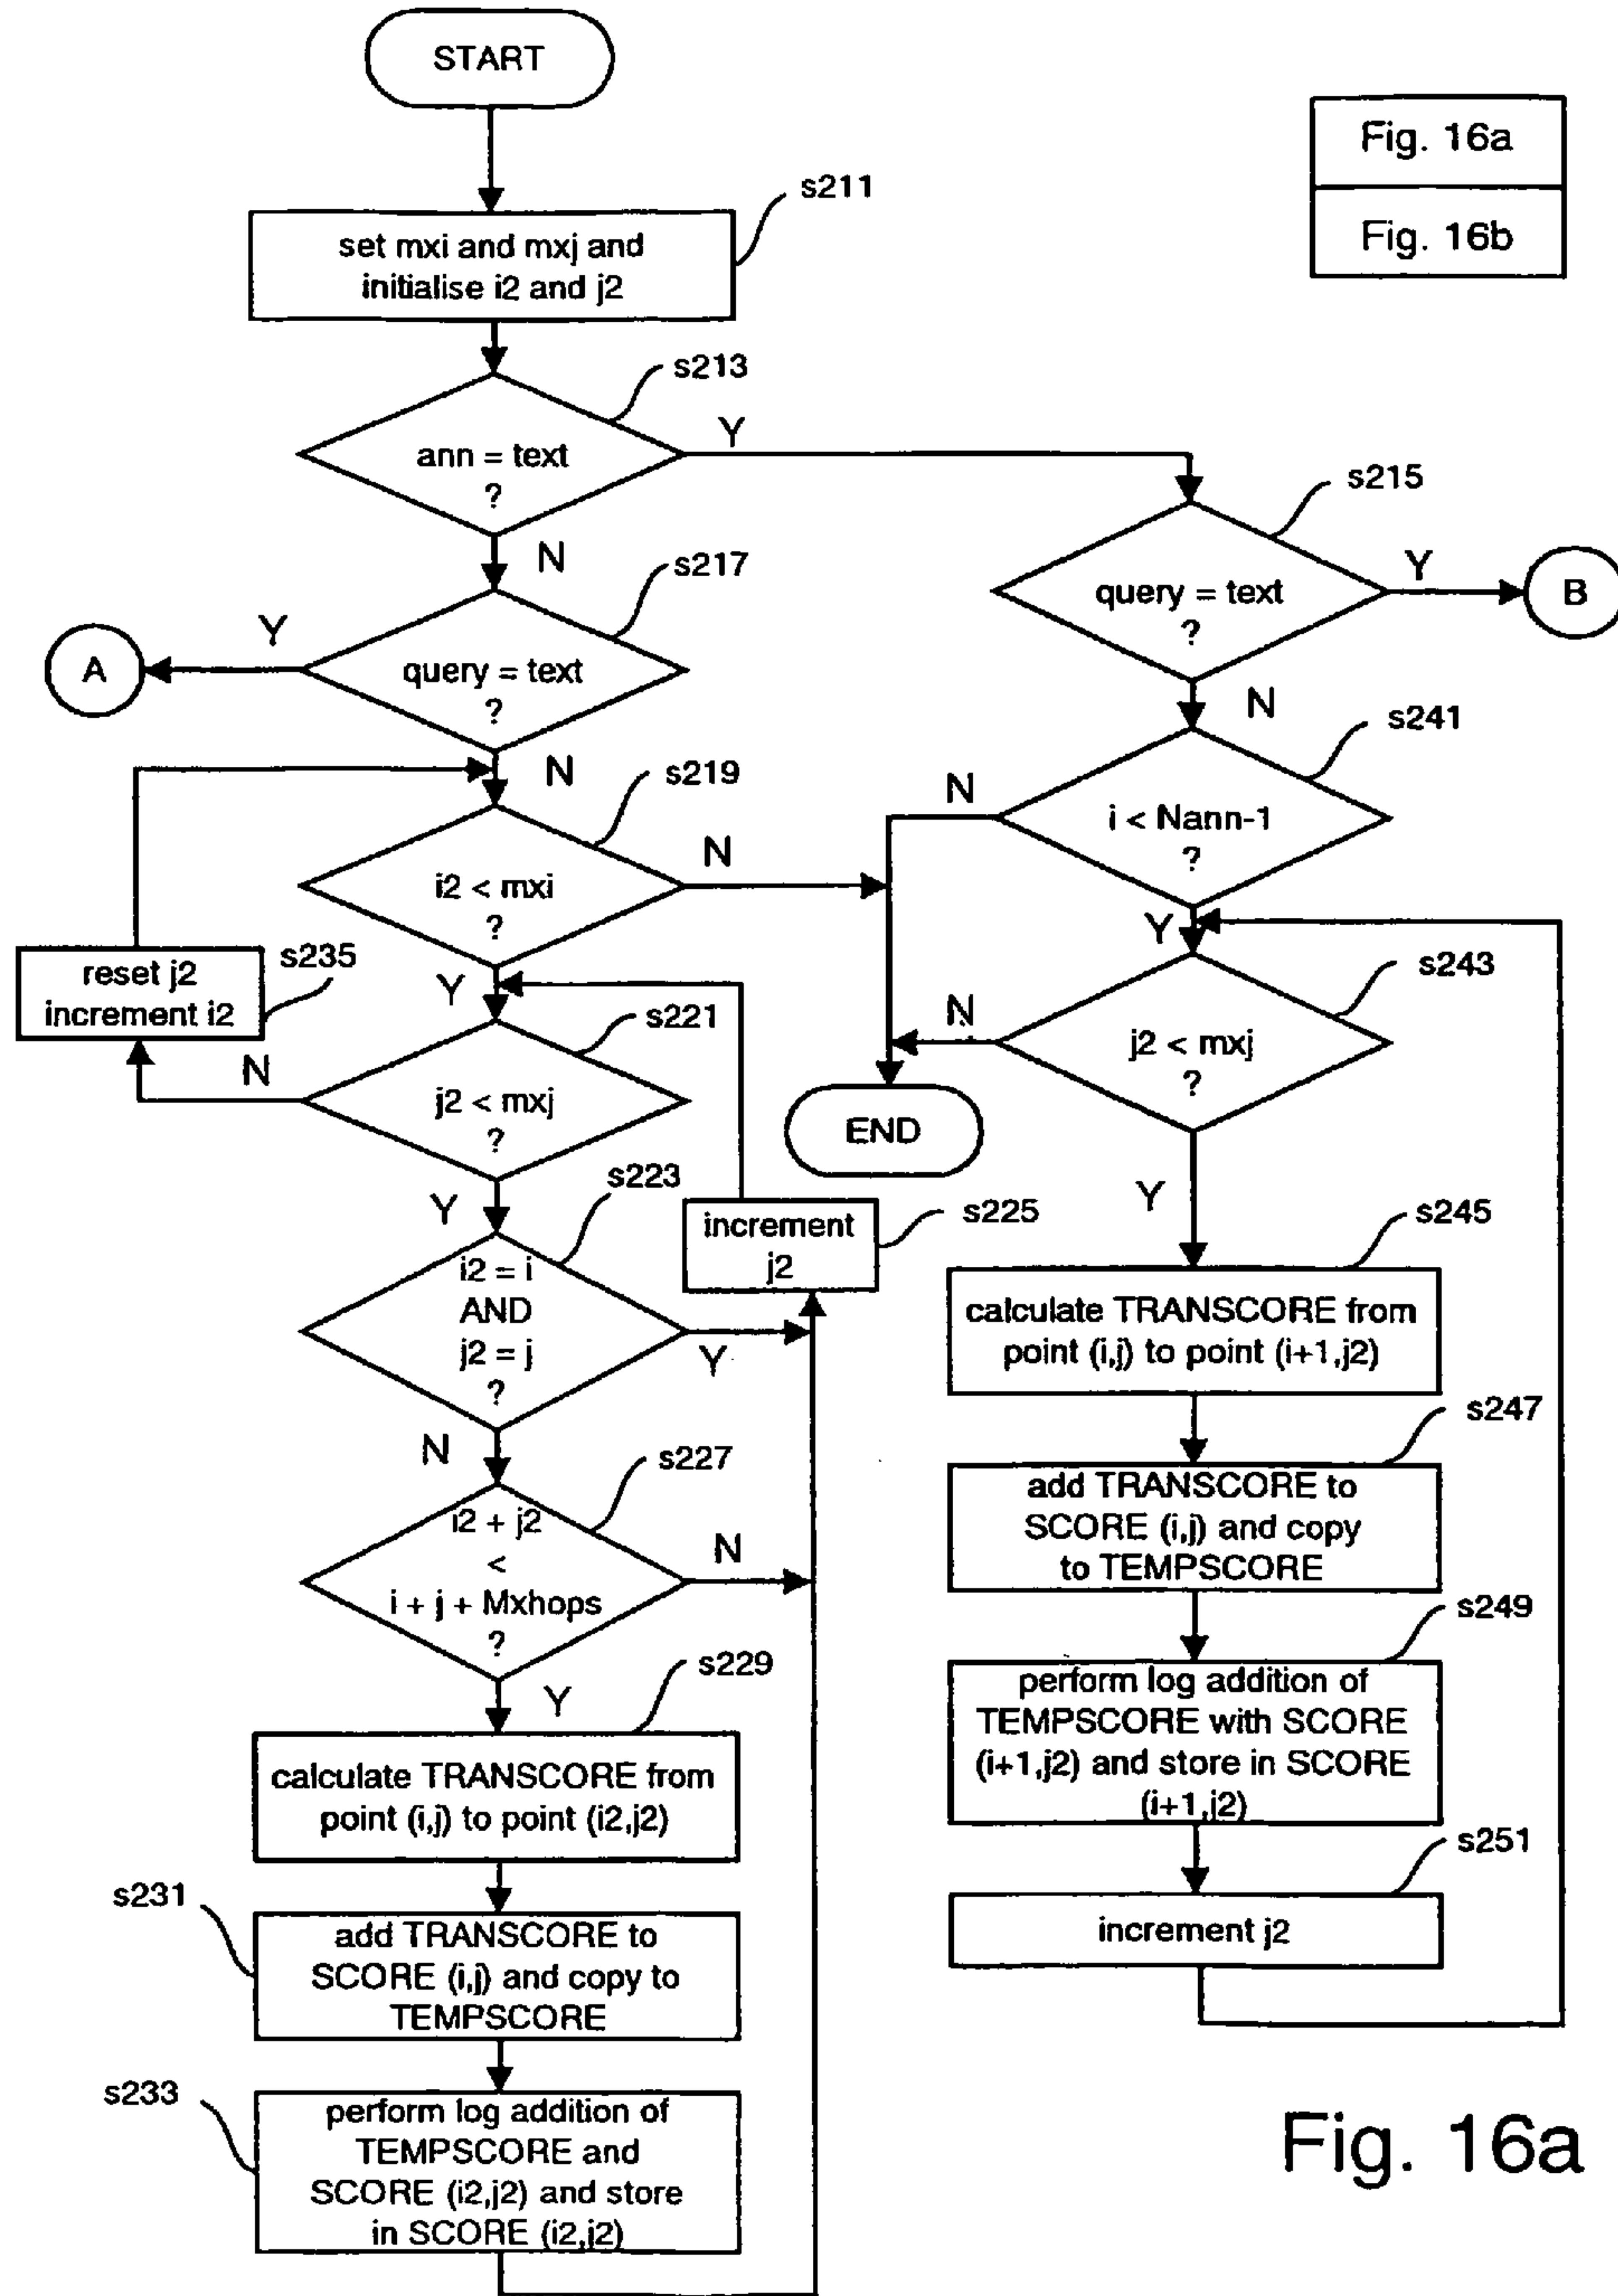 START
Fig. 16a
Fig. 16b
s211
set mxi and mxj and
initialise i2 and j2
s213
ann = text
?
Y
N
s215
query = text
?
Y
B
N
s217
query = text
?
Y
A
N
s219
i2 < mxi
?
N
Y
s241
i < Nann-1
?
N
Y
s235
reset j2
increment i2
s221
j2 < mxj
?
N
Y
s243
j2 < mxj
?
N
Y
END
s223
i2 = i
AND
j2 = j
?
Y
N
s225
increment
j2
s245
calculate TRANSCORE from
point (i,j) to point (i+1,j2)
s227
i2 + j2
<
i + j + Mxhops
?
N
Y
s247
add TRANSCORE to
SCORE (i,j) and copy
to TEMPSCORE
s229
calculate TRANSCORE from
point (i,j) to point (i2,j2)
s249
perform log addition of
TEMPSCORE with SCORE
(i+1,j2) and store in SCORE
(i+1,j2)
s231
add TRANSCORE to
SCORE (i,j) and copy to
TEMPSCORE
s251
increment j2
s233
perform log addition of
TEMPSCORE and
SCORE (i2,j2) and store
in SCORE (i2,j2)
Fig. 16a